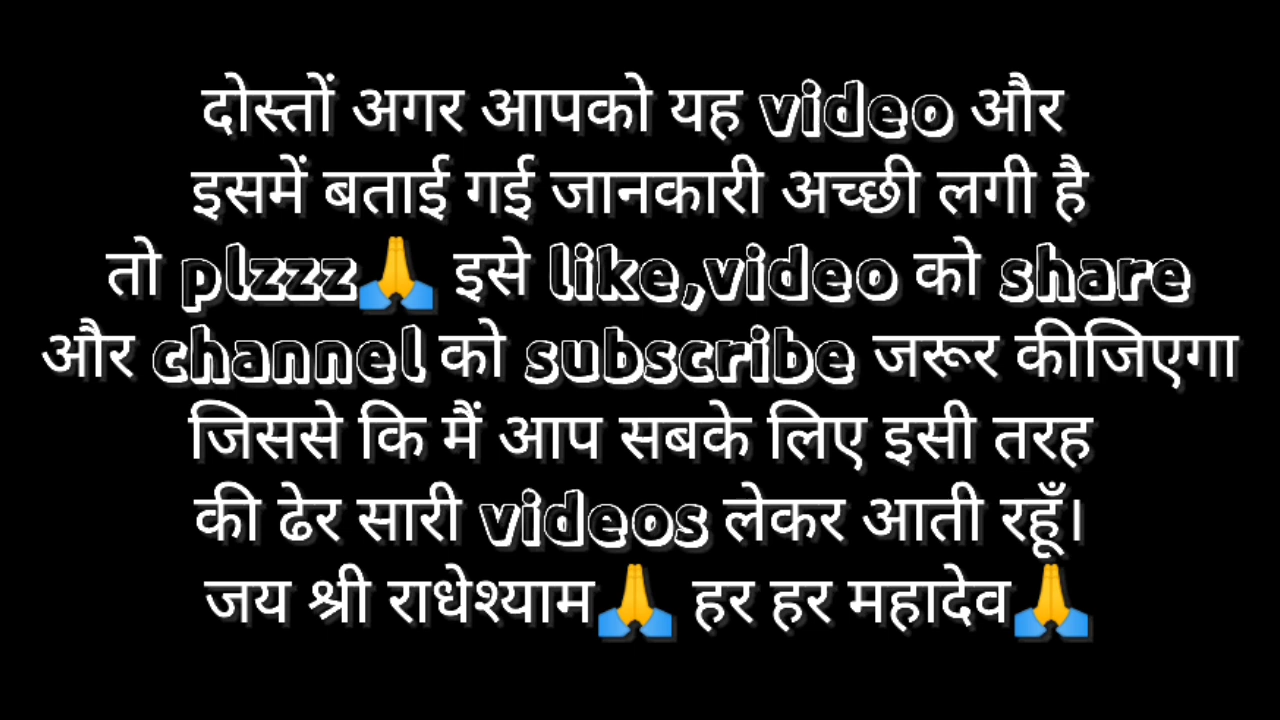 दोस्तों अगर आपको यह video और
इसमें बताई गई जानकारी अच्छी लगी है
तो plzzz🙏 इसे like,video को share
और channel को subscribe जरूर कीजिएगा
जिससे कि मैं आप सबके लिए इसी तरह
की ढेर सारी videos लेकर आती रहूँ।
जय श्री राधेश्याम🙏 हर हर महादेव🙏